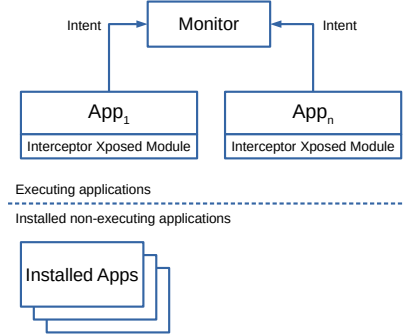 Intent Monitor Intent
App1 Appn
Interceptor Xposed Module Interceptor Xposed Module
Executing applications
Installed non-executing applications
Installed Apps